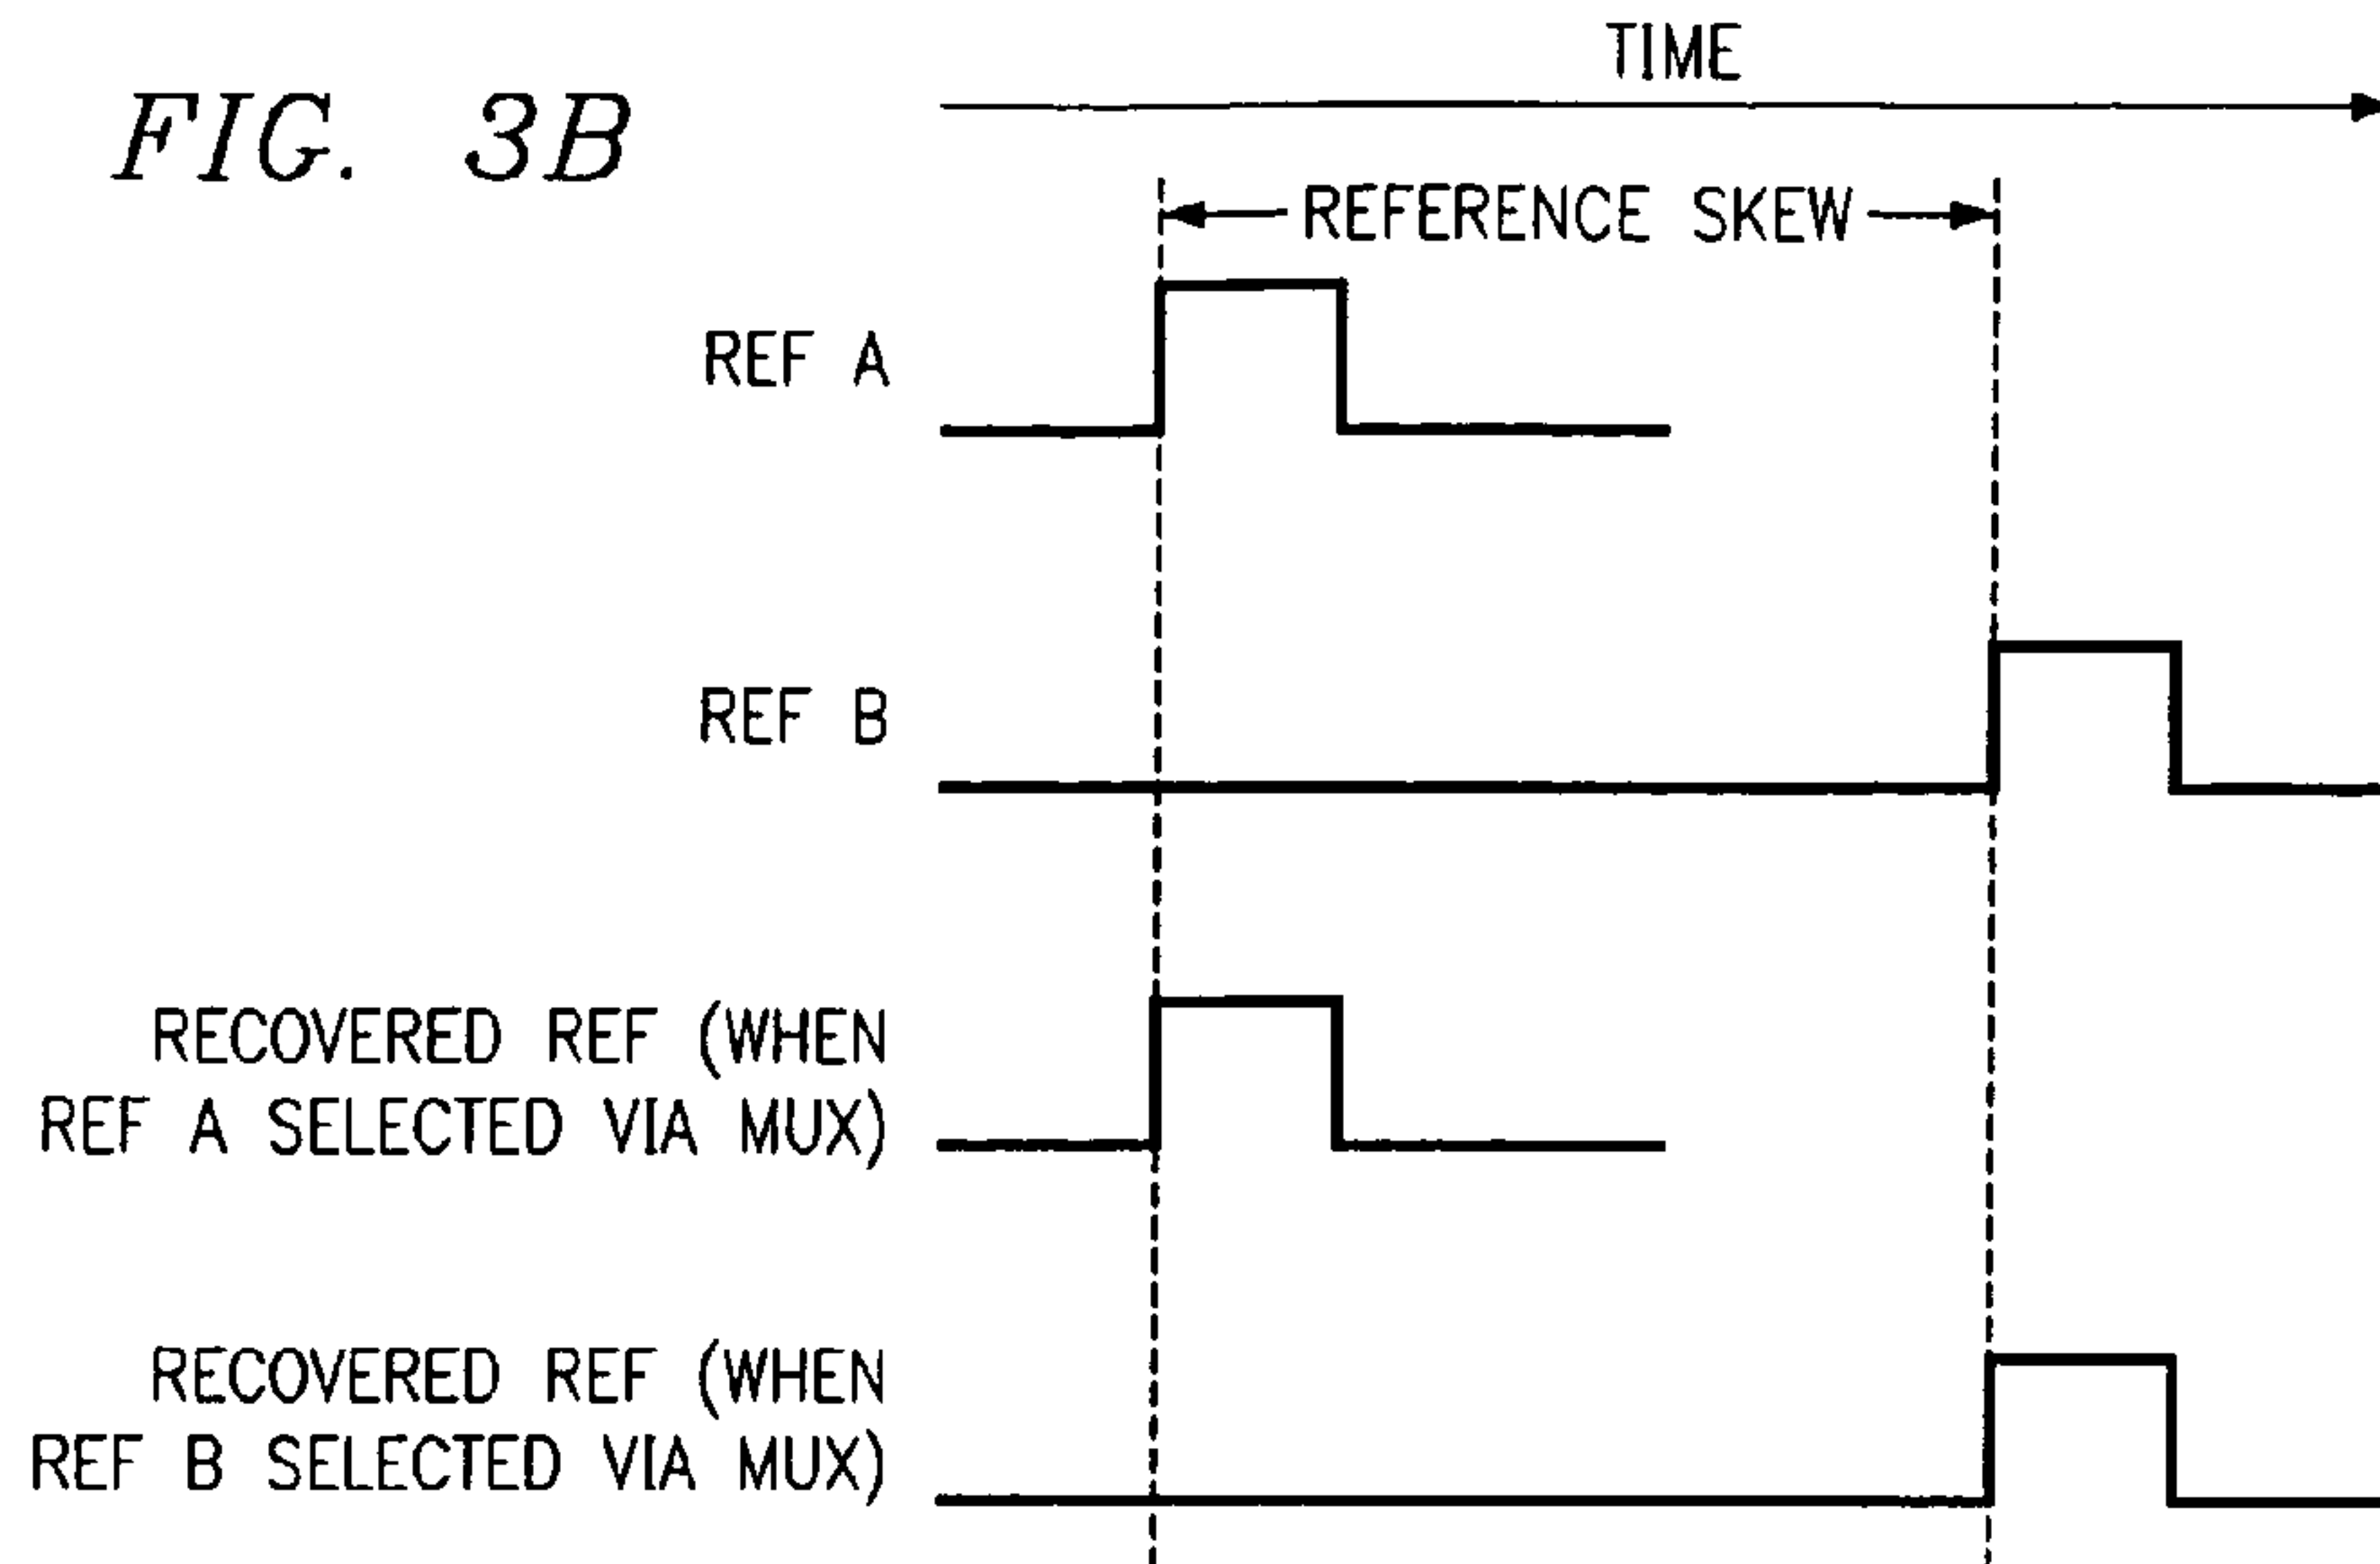 FIG. 3B
TIME
REFERENCE SKEW
REF A
REF B
RECOVERED REF (WHEN
REF A SELECTED VIA MUX)
RECOVERED REF (WHEN
REF B SELECTED VIA MUX)